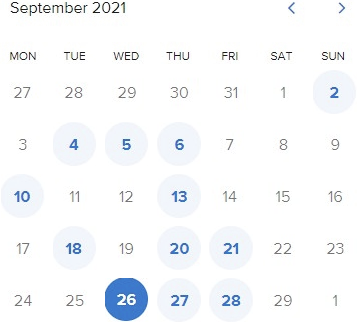 September 2021
MON TUE WED THU FRI SAT SUN
27 28 29 30 31 1 2
3 4 5 6 7 8 9
10 11 12 13 14 15 16
17 18 19 20 21 22 23
24 25 26 27 28 29 1